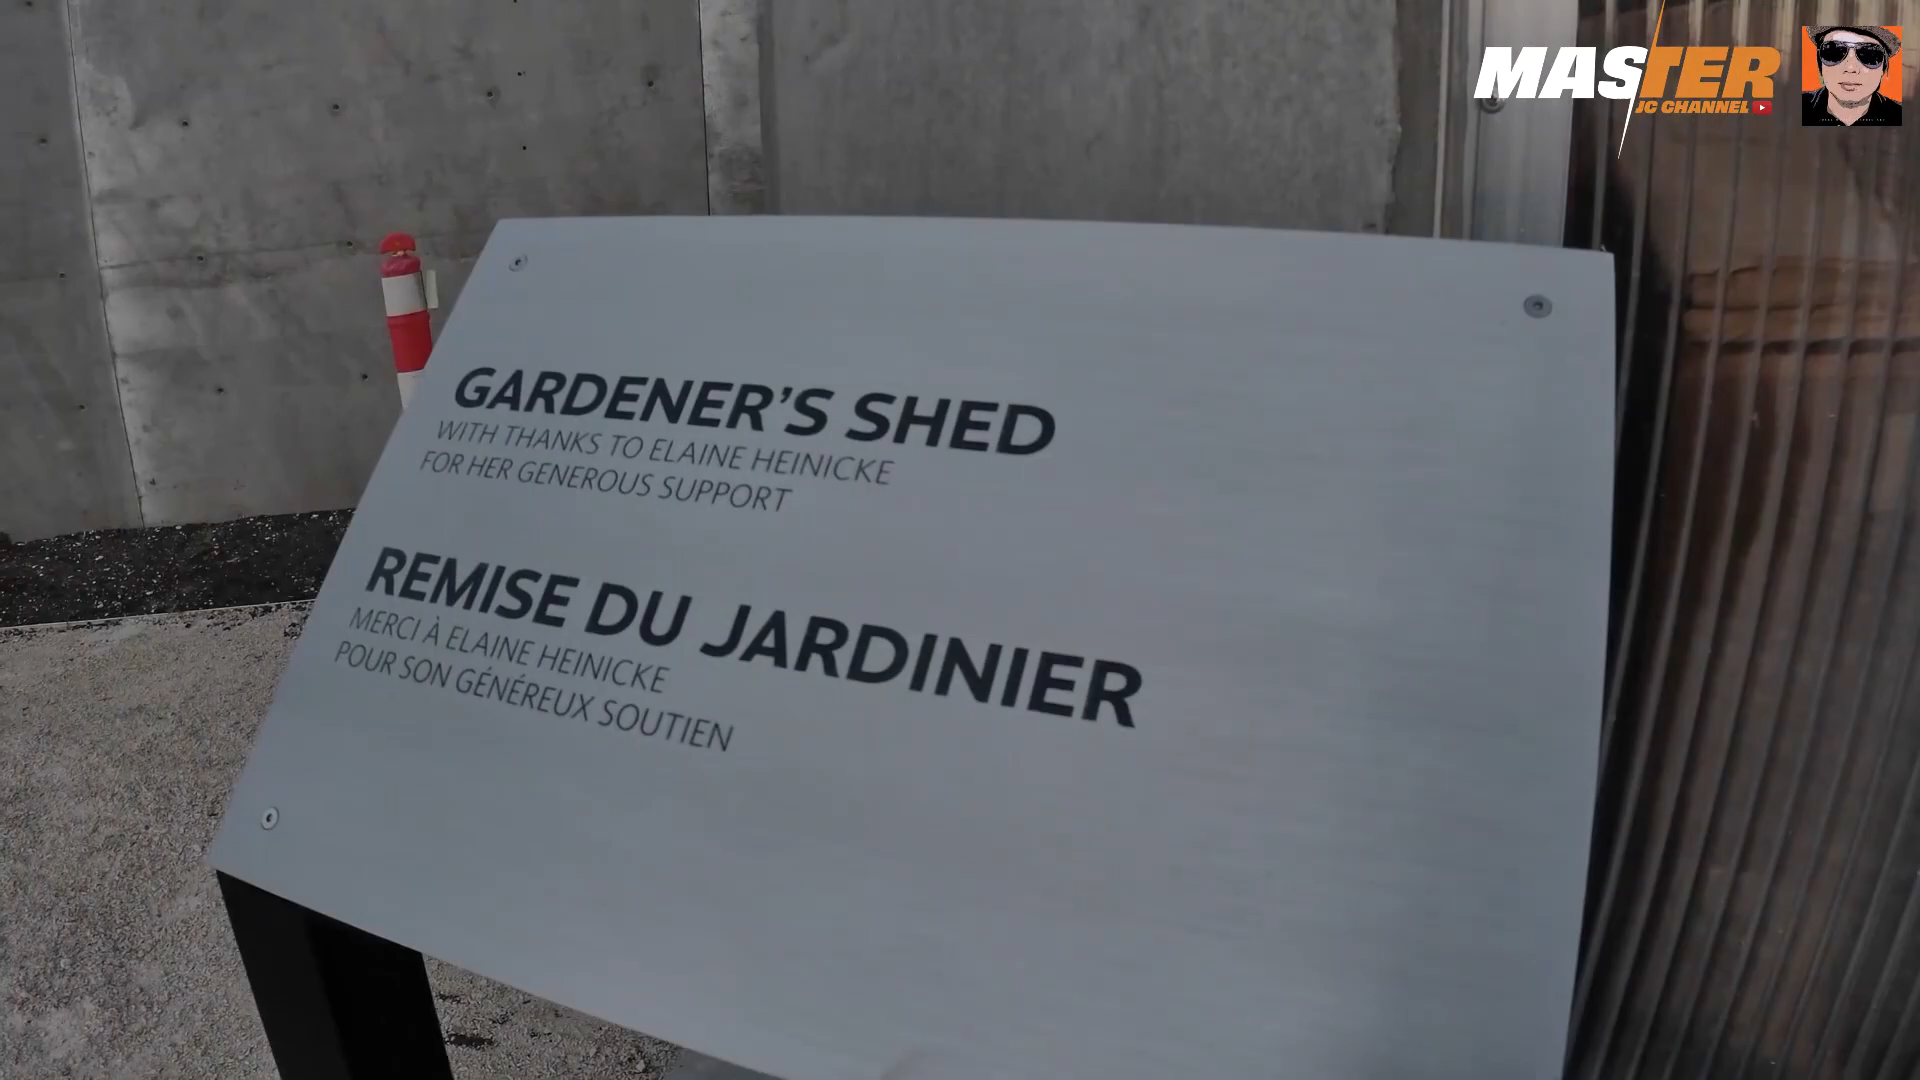 MASTER
JC CHANNEL
GARDENER'S SHED
WITH THANKS TO ELAINE HEINICKE
FOR HER GENEROUS SUPPORT
REMISE DU JARDINIER
MERCI À ELAINE HEINICKE
POUR SON GÉNÉREUX SOUTIEN